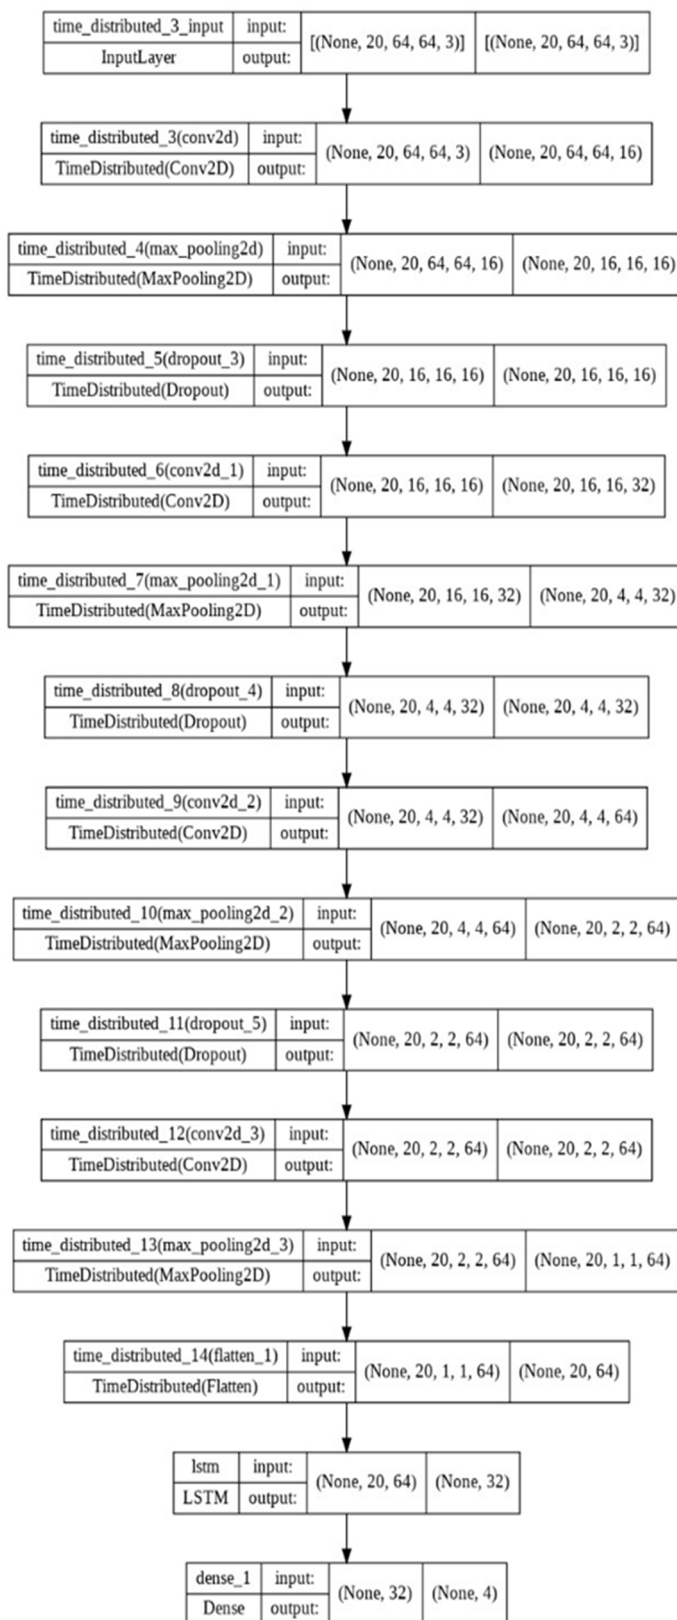 time_distributed_3_input input: [(None, 20, 64, 64, 3)] [(None, 20, 64, 64, 3)]
InputLayer output:
time_distributed_3(conv2d) input: (None, 20, 64, 64, 3) (None, 20, 64, 64, 16)
TimeDistributed(Conv2D) output:
time_distributed_4(max_pooling2d) input: (None, 20, 64, 64, 16) (None, 20, 16, 16, 16)
TimeDistributed(MaxPooling2D) output:
time_distributed_5(dropout_3) input: (None, 20, 16, 16, 16) (None, 20, 16, 16, 16)
TimeDistributed(Dropout) output:
time_distributed_6(conv2d_1) input: (None, 20, 16, 16, 16) (None, 20, 16, 16, 32)
TimeDistributed(Conv2D) output:
time_distributed_7(max_pooling2d_1) input: (None, 20, 16, 16, 32) (None, 20, 4, 4, 32)
TimeDistributed(MaxPooling2D) output:
time_distributed_8(dropout_4) input: (None, 20, 4, 4, 32) (None, 20, 4, 4, 32)
TimeDistributed(Dropout) output:
time_distributed_9(conv2d_2) input: (None, 20, 4, 4, 32) (None, 20, 4, 4, 64)
TimeDistributed(Conv2D) output:
time_distributed_10(max_pooling2d_2) input: (None, 20, 4, 4, 64) (None, 20, 2, 2, 64)
TimeDistributed(MaxPooling2D) output:
time_distributed_11(dropout_5) input: (None, 20, 2, 2, 64) (None, 20, 2, 2, 64)
TimeDistributed(Dropout) output:
time_distributed_12(conv2d_3) input: (None, 20, 2, 2, 64) (None, 20, 2, 2, 64)
TimeDistributed(Conv2D) output:
time_distributed_13(max_pooling2d_3) input: (None, 20, 2, 2, 64) (None, 20, 1, 1, 64)
TimeDistributed(MaxPooling2D) output:
time_distributed_14(flatten_1) input: (None, 20, 1, 1, 64) (None, 20, 64)
TimeDistributed(Flatten) output:
lstm input: (None, 20, 64) (None, 32)
LSTM output:
dense_1 input: (None, 32) (None, 4)
Dense output: